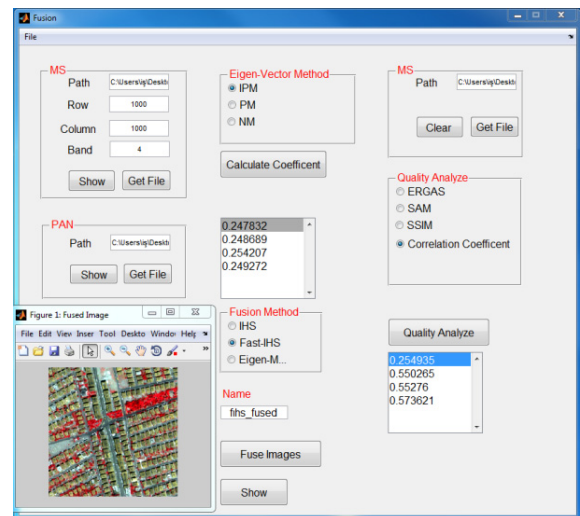 Fusion
File
MS
Path C:\Users\iş\Deskt
Row 1000
Column 1000
Band 4
Show Get File
PAN
Path C:\Users\iş\Deskt
Show Get File
Figure 1: Fused Image
File Edit View Inser Tool Deskto Window Help
Eigen-Vector Method
IPM
PM
NM
Calculate Coefficent
0.247832
0.248689
0.254207
0.249272
Fusion Method
IHS
Fast-IHS
Eigen-M...
Name
fihs_fused
Fuse Images
Show
MS
Path C:\Users\iş\Deskt
Clear Get File
Quality Analyze
ERGAS
SAM
SSIM
Correlation Coefficent
Quality Analyze
0.254935
0.550265
0.55276
0.573621